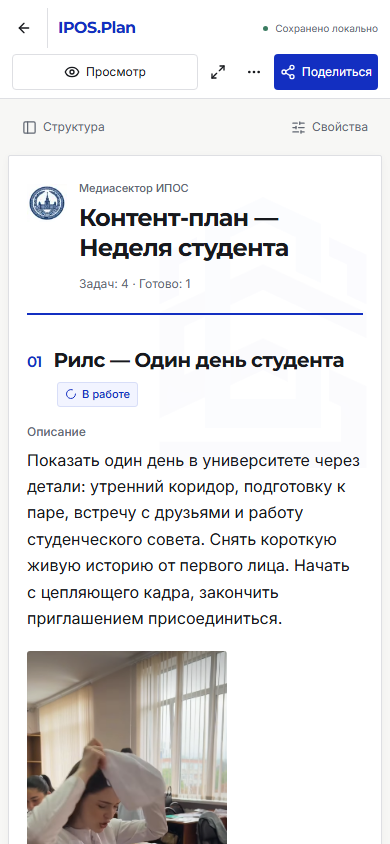 IPOS.Plan
Сохранено локально
Просмотр
Поделиться
Структура
Свойства
Медиасектор ИПОС
Контент-план —
Неделя студента
Задач: 4 · Готово: 1
01 Рилс — Один день студента
В работе
Описание
Показать один день в университете через
детали: утренний коридор, подготовку к
паре, встречу с друзьями и работу
студенческого совета. Снять короткую
живую историю от первого лица. Начать
с цепляющего кадра, закончить
приглашением присоединиться.